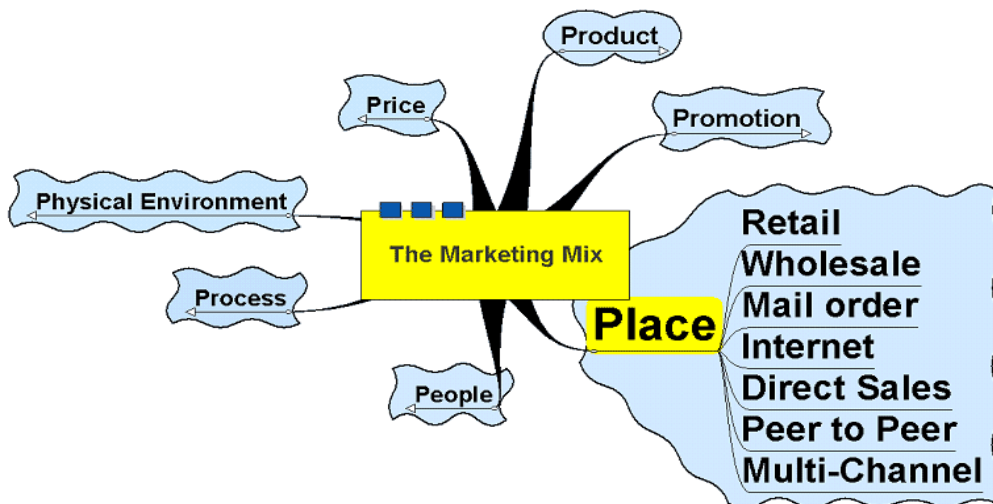 Product
Price
Promotion
Physical Environment
The Marketing Mix
Process
People
Place
Retail
Wholesale
Mail order
Internet
Direct Sales
Peer to Peer
Multi-Channel